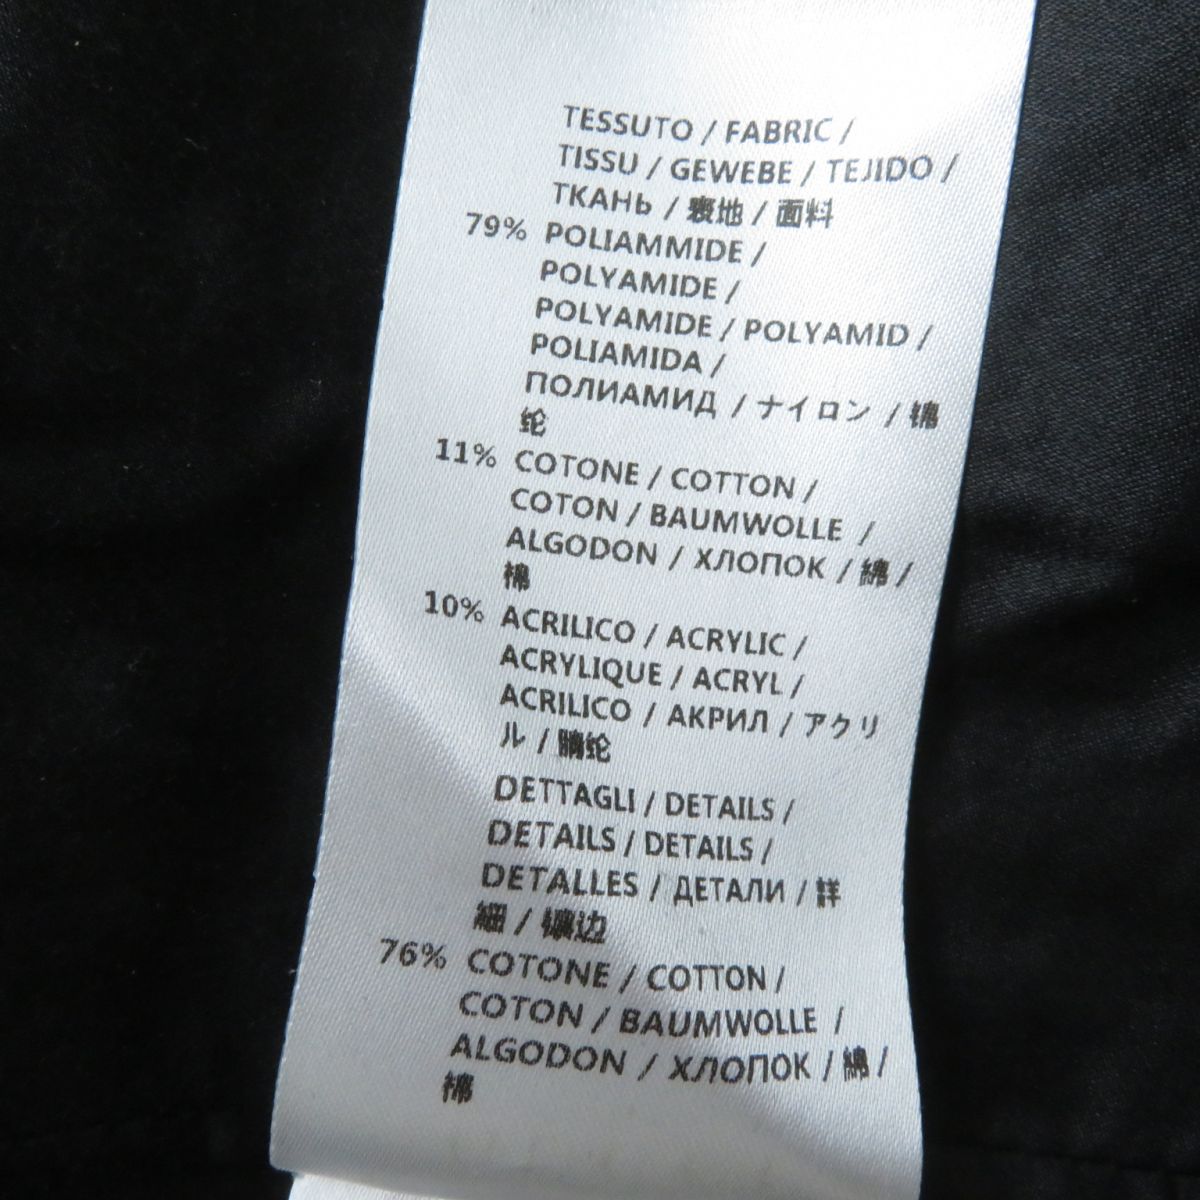 TESSUTO / FABRIC /
TISSU / GEWEBE / TEJIDO /
ТКАНЬ / 表地 / 面料
79% POLIAMMIDE /
POLYAMIDE /
POLYAMIDE / POLYAMID /
POLIAMIDA /
ПОЛИАМИД / ナイロン / 锦
纶
11% COTONE / COTTON /
COTON / BAUMWOLLE /
ALGODON / ХЛОПОК / 綿 /
棉
10% ACRILICO / ACRYLIC /
ACRYLIQUE / ACRYL /
ACRILICO / АКРИЛ / アクリ
ル / 腈纶
DETTAGLI / DETAILS /
DETAILS / DETAILS /
DETALLES / ДЕТАЛИ / 詳
細 / 镶边
76% COTONE / COTTON /
COTON / BAUMWOLLE /
ALGODON / ХЛОПОК / 綿 /
棉